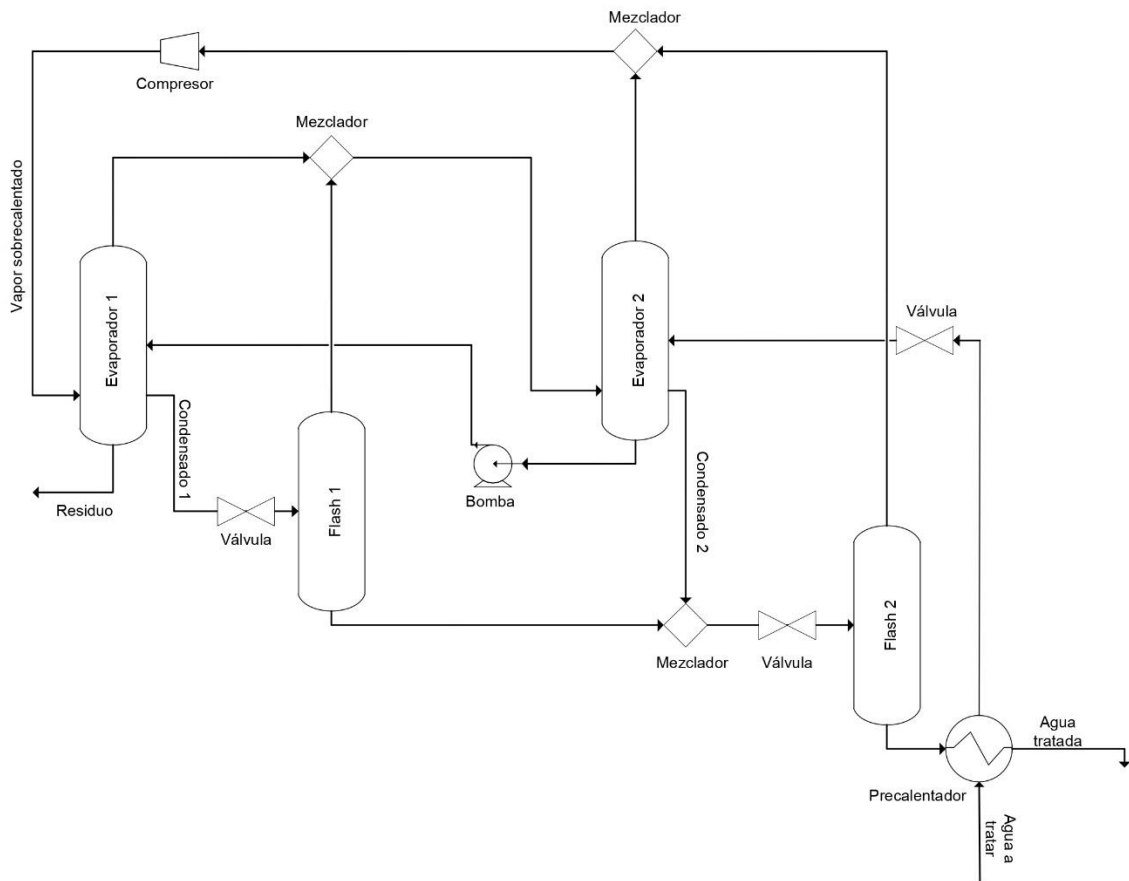 Mezclador
Compresor
Mezclador
Vapor sobrecalentado
Evaporador 1
Evaporador 2
Válvula
Condensado 1
Residuo
Válvula
Flash 1
Bomba
Condensado 2
Mezclador
Válvula
Flash 2
Agua
tratada
Precalentador
Agua a
tratar